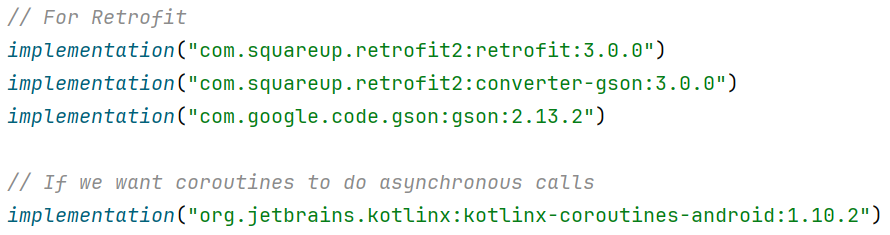 // For Retrofit
implementation("com.squareup.retrofit2:retrofit:3.0.0")
implementation("com.squareup.retrofit2:converter-gson:3.0.0")
implementation("com.google.code.gson:gson:2.13.2")

// If we want coroutines to do asynchronous calls
implementation("org.jetbrains.kotlinx:kotlinx-coroutines-android:1.10.2")